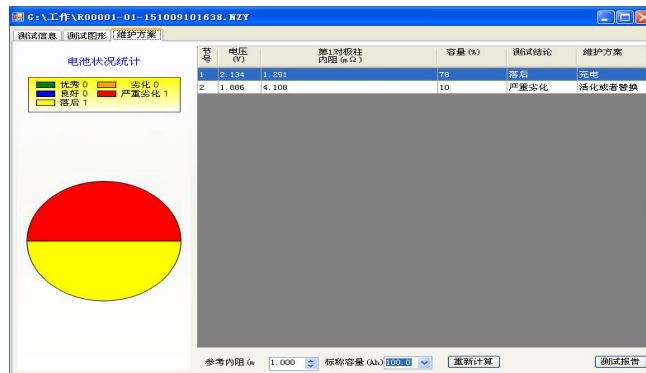 G:\工作\R00001-01-151009101638.NZY
测试信息 测试图形 维护方案
电池状况统计
优秀 0 劣化 0
良好 0 严重劣化 1
落后 1
节号 电压(V) 第1对极柱内阻(mΩ) 容量(%) 测试结论 维护方案
1 2.134 1.291 78 落后 充电
2 1.886 4.108 10 严重劣化 活化或者替换
参考内阻(m 1.000 标称容量(Ah) 100.0 重新计算 测试报告